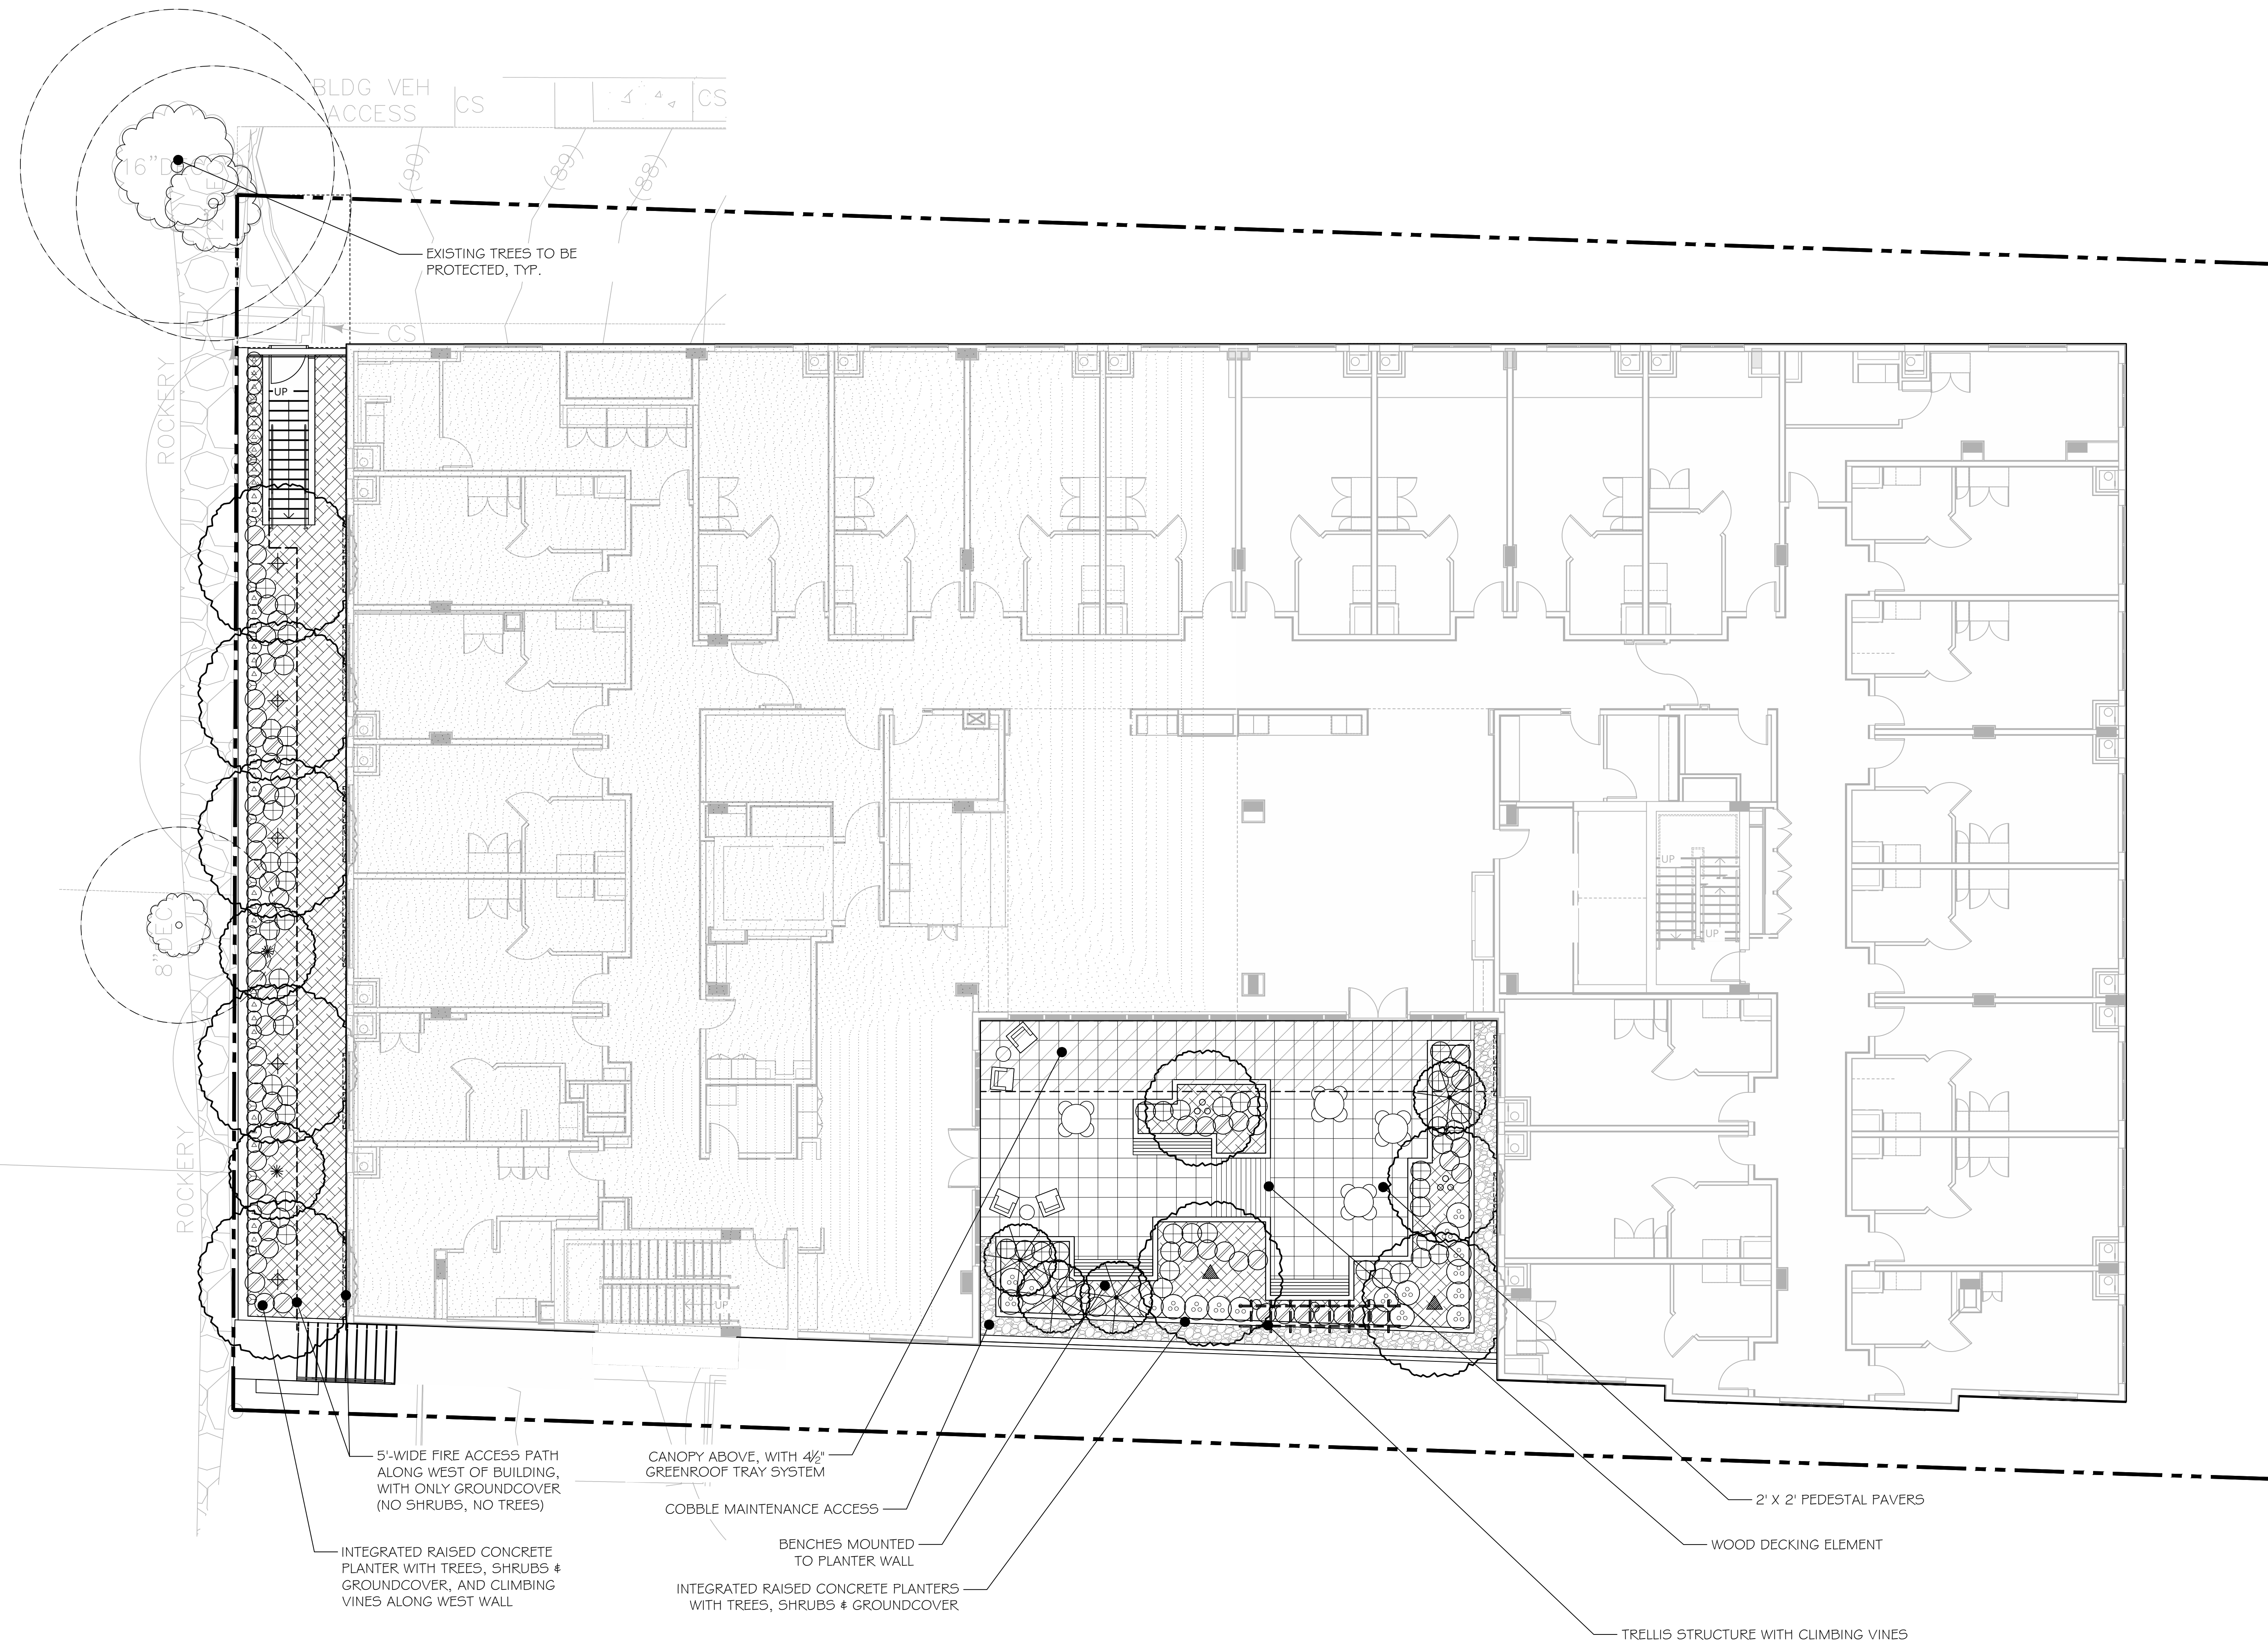 BLDG VEH
ACCESS
CS
CS
16"DEC
12"DEC
(90)
(89)
(88)
EXISTING TREES TO BE
PROTECTED, TYP.
CS
ROCKERY
UP
UP
UP
8"DEC
ROCKERY
UP
5'-WIDE FIRE ACCESS PATH
ALONG WEST OF BUILDING,
WITH ONLY GROUNDCOVER
(NO SHRUBS, NO TREES)
INTEGRATED RAISED CONCRETE
PLANTER WITH TREES, SHRUBS &
GROUNDCOVER, AND CLIMBING
VINES ALONG WEST WALL
CANOPY ABOVE, WITH 4½"
GREENROOF TRAY SYSTEM
COBBLE MAINTENANCE ACCESS
BENCHES MOUNTED
TO PLANTER WALL
INTEGRATED RAISED CONCRETE PLANTERS
WITH TREES, SHRUBS & GROUNDCOVER
2' X 2' PEDESTAL PAVERS
WOOD DECKING ELEMENT
TRELLIS STRUCTURE WITH CLIMBING VINES